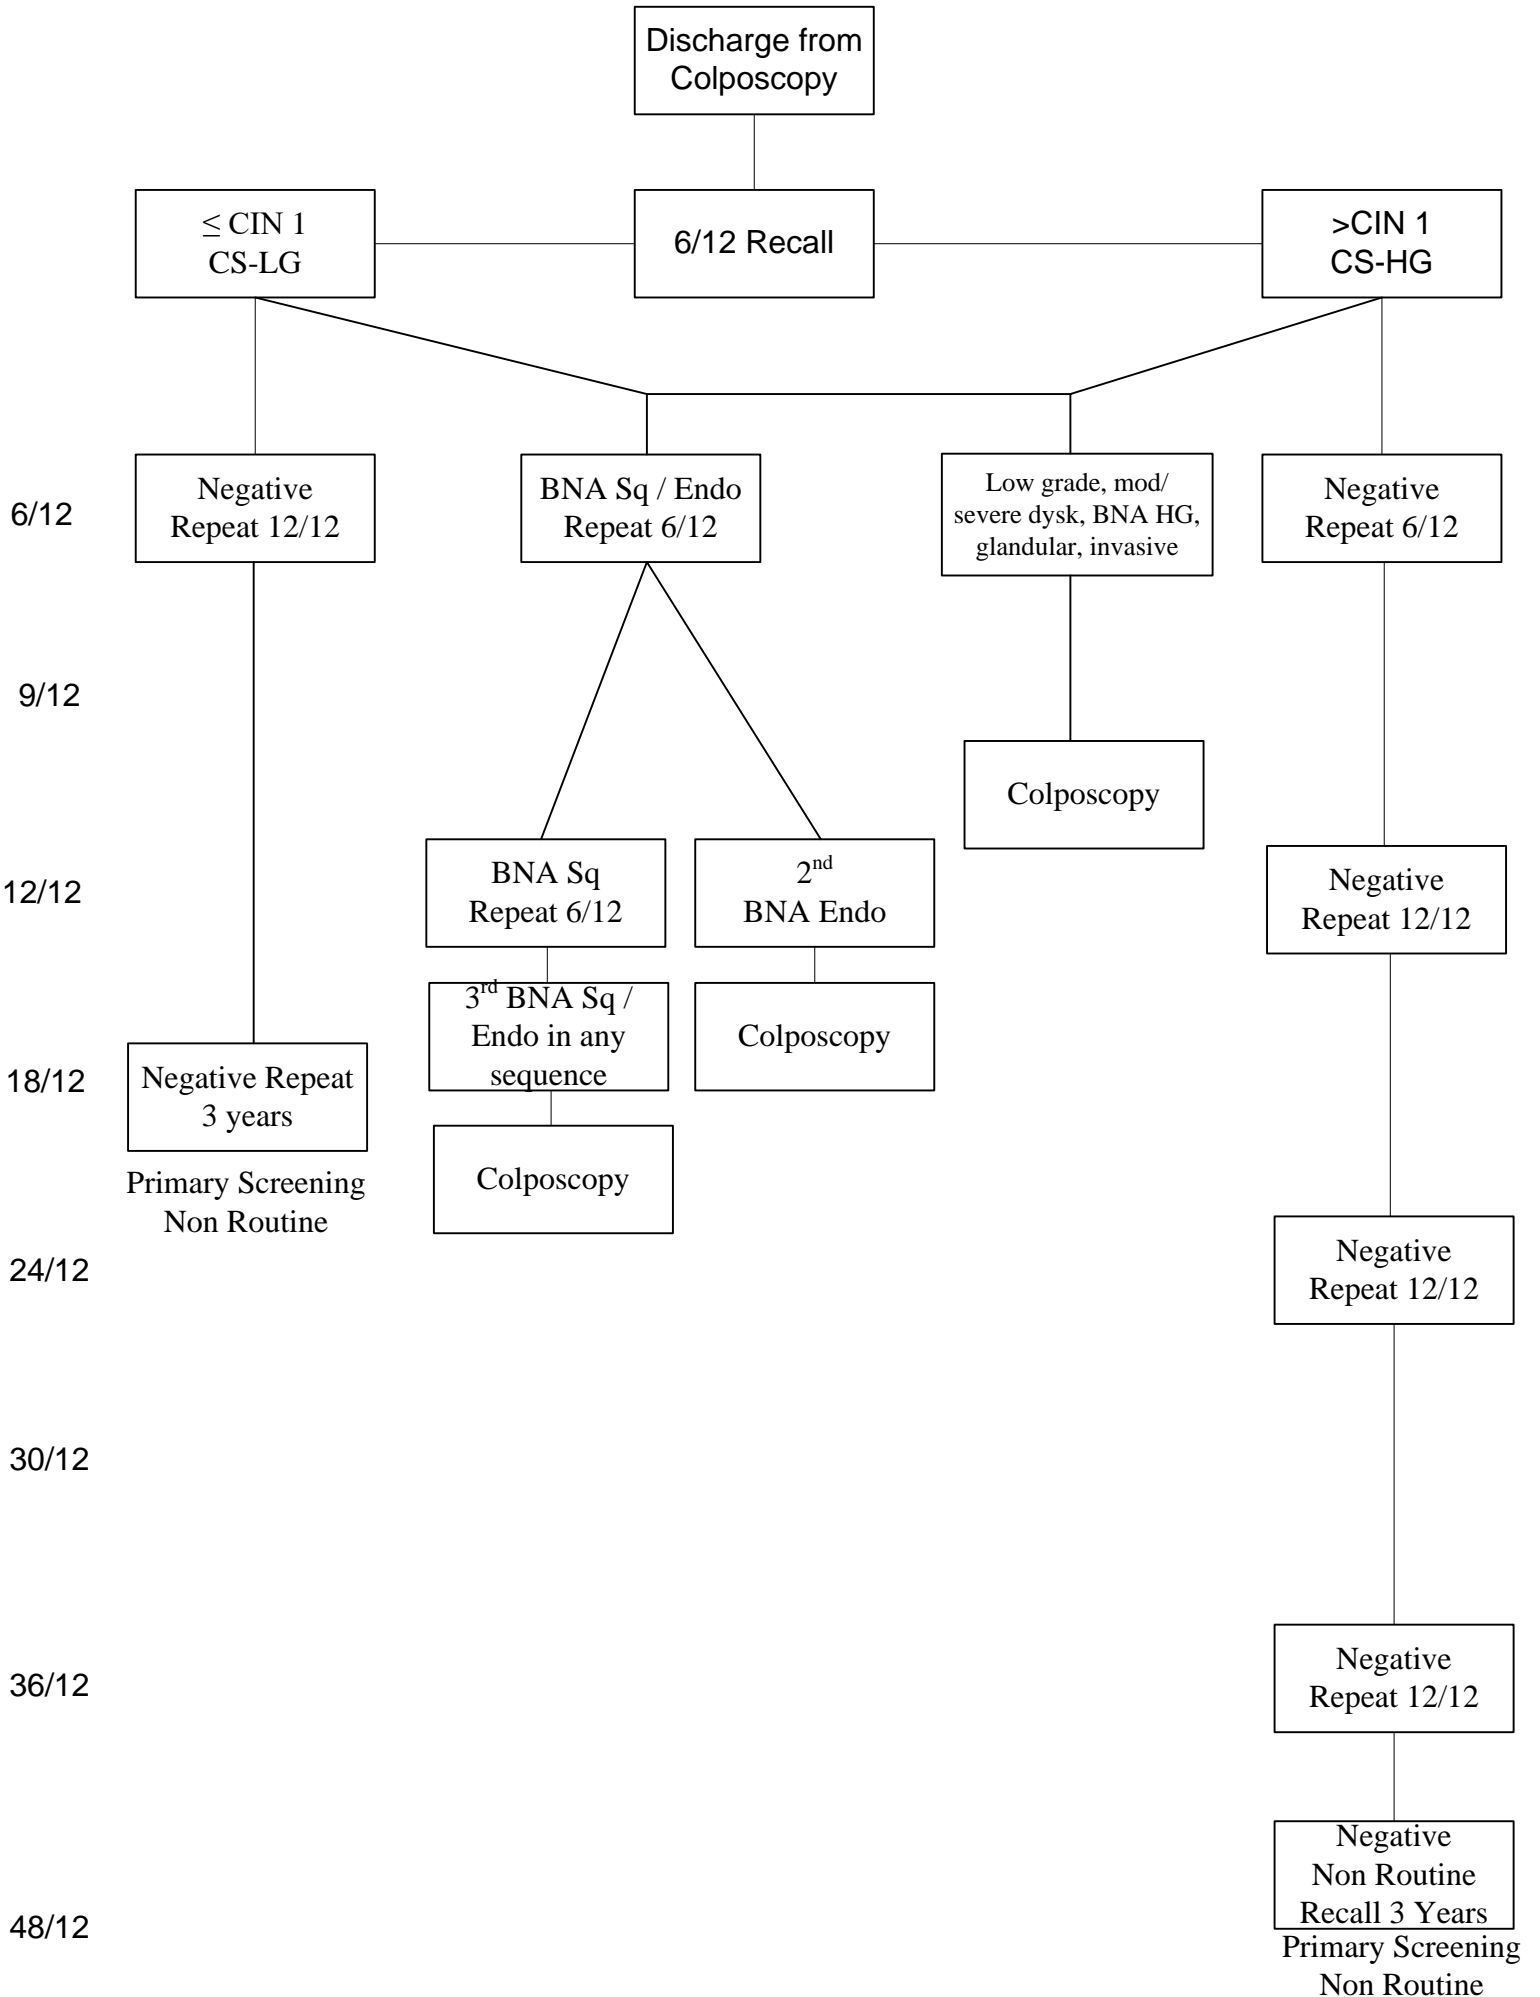 Discharge from
Colposcopy
≤ CIN 1
CS-LG
6/12 Recall
>CIN 1
CS-HG
6/12
Negative
Repeat 12/12
BNA Sq / Endo
Repeat 6/12
Low grade, mod/
severe dysk, BNA HG,
glandular, invasive
Negative
Repeat 6/12
9/12
Colposcopy
12/12
BNA Sq
Repeat 6/12
2nd
BNA Endo
Negative
Repeat 12/12
3rd BNA Sq /
Endo in any
sequence
Colposcopy
18/12
Negative Repeat
3 years
Primary Screening
Non Routine
Colposcopy
24/12
Negative
Repeat 12/12
30/12
36/12
Negative
Repeat 12/12
48/12
Negative
Non Routine
Recall 3 Years
Primary Screening
Non Routine